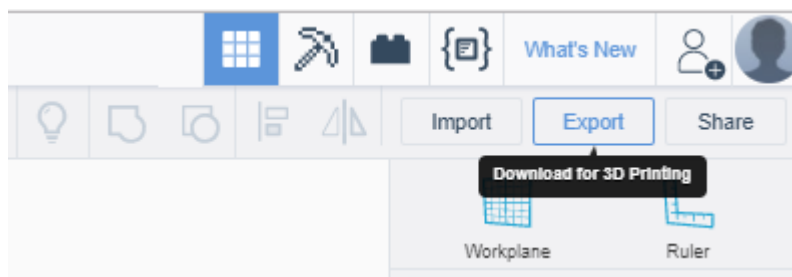 What's New
Import Export Share
Download for 3D Printing
Workplane Ruler